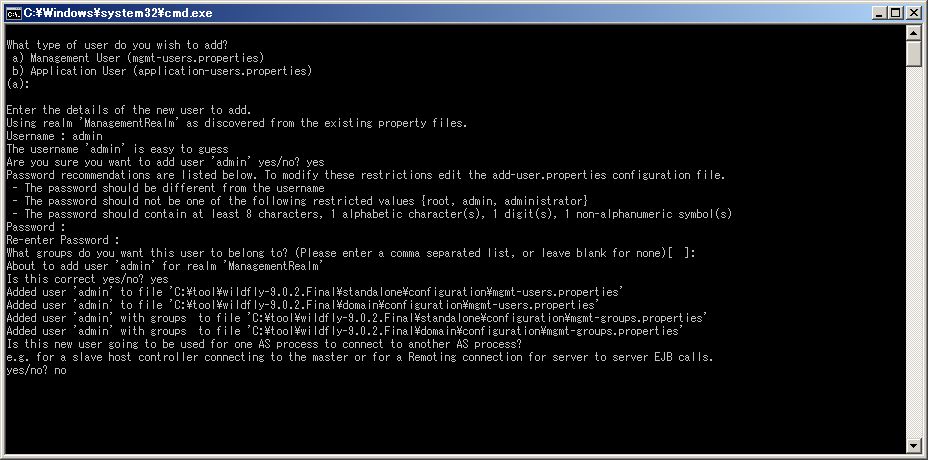 C:¥Windows¥system32¥cmd.exe
What type of user do you wish to add?
 a) Management User (mgmt-users.properties)
 b) Application User (application-users.properties)
(a):
Enter the details of the new user to add.
Using realm 'ManagementRealm' as discovered from the existing property files.
Username : admin
The username 'admin' is easy to guess
Are you sure you want to add user 'admin' yes/no? yes
Password recommendations are listed below. To modify these restrictions edit the add-user.properties configuration file.
 - The password should be different from the username
 - The password should not be one of the following restricted values {root, admin, administrator}
 - The password should contain at least 8 characters, 1 alphabetic character(s), 1 digit(s), 1 non-alphanumeric symbol(s)
Password :
Re-enter Password :
What groups do you want this user to belong to? (Please enter a comma separated list, or leave blank for none)[  ]:
About to add user 'admin' for realm 'ManagementRealm'
Is this correct yes/no? yes
Added user 'admin' to file 'C:¥tool¥wildfly-9.0.2.Final¥standalone¥configuration¥mgmt-users.properties'
Added user 'admin' to file 'C:¥tool¥wildfly-9.0.2.Final¥domain¥configuration¥mgmt-users.properties'
Added user 'admin' with groups  to file 'C:¥tool¥wildfly-9.0.2.Final¥standalone¥configuration¥mgmt-groups.properties'
Added user 'admin' with groups  to file 'C:¥tool¥wildfly-9.0.2.Final¥domain¥configuration¥mgmt-groups.properties'
Is this new user going to be used for one AS process to connect to another AS process?
e.g. for a slave host controller connecting to the master or for a Remoting connection for server to server EJB calls.
yes/no? no